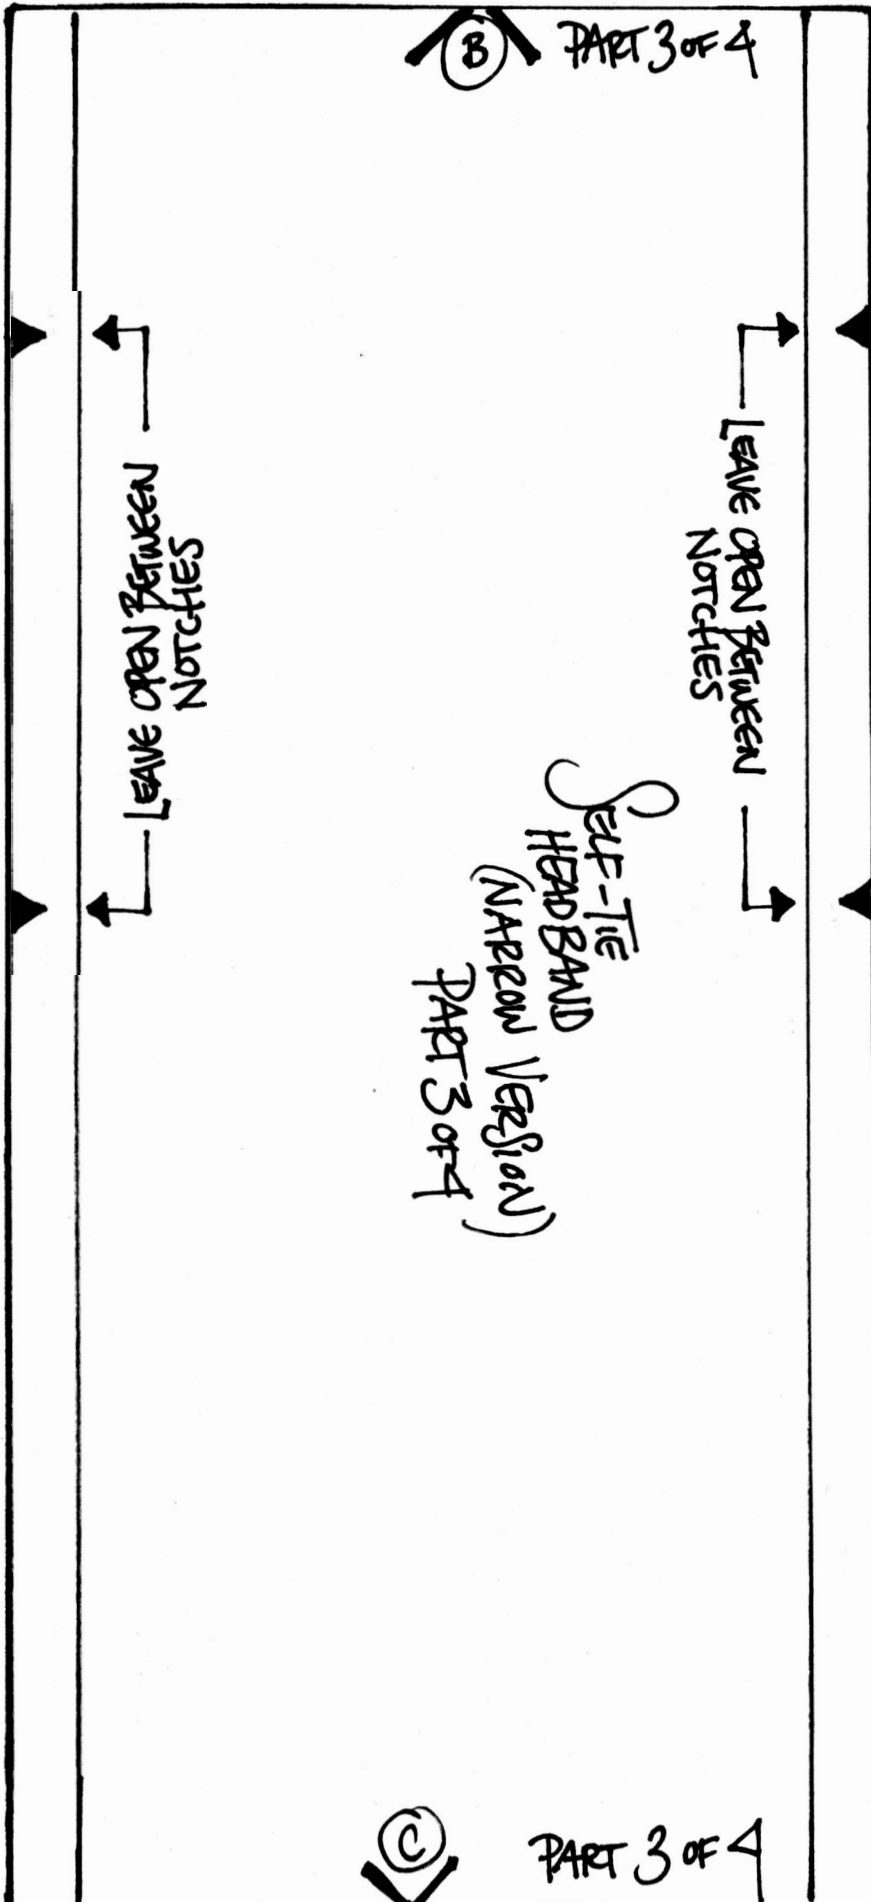 B PART 3 OF 4
LEAVE OPEN BETWEEN
NOTCHES
LEAVE OPEN BETWEEN
NOTCHES
SELF-TIE
HEADBAND
(NARROW VERSION)
PART 3 OF 4
C PART 3 OF 4